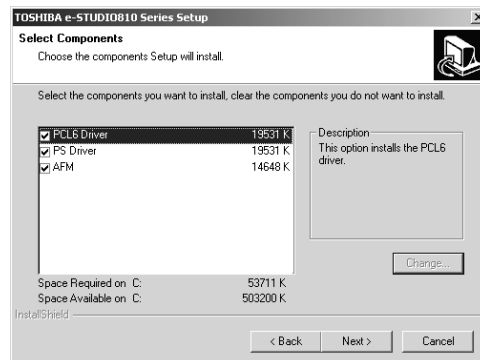 TOSHIBA e-STUDIO810 Series Setup
Select Components
Choose the components Setup will install.
Select the components you want to install, clear the components you do not want to install.
PCL6 Driver 19531 K
PS Driver 19531 K
AFM 14648 K
Description
This option installs the PCL6
driver.
Change...
Space Required on C: 53711 K
Space Available on C: 503200 K
InstallShield
< Back
Next >
Cancel